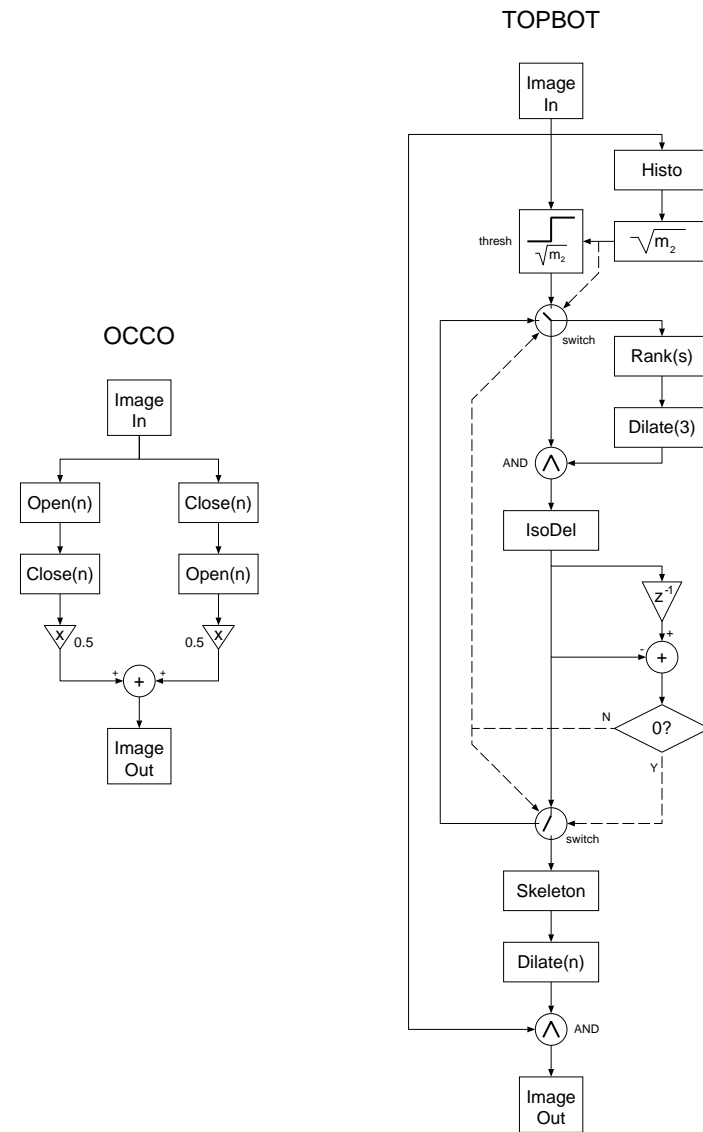 OCCO
Image
In
Open(n)
Close(n)
Close(n)
Open(n)
x
0.5
0.5
x
+
+
+
Image
Out
TOPBOT
Image
In
Histo
thresh
√m₂
√m₂
switch
Rank(s)
Dilate(3)
AND
∧
IsoDel
z⁻¹
+
-
+
N
0?
Y
switch
Skeleton
Dilate(n)
∧
AND
Image
Out